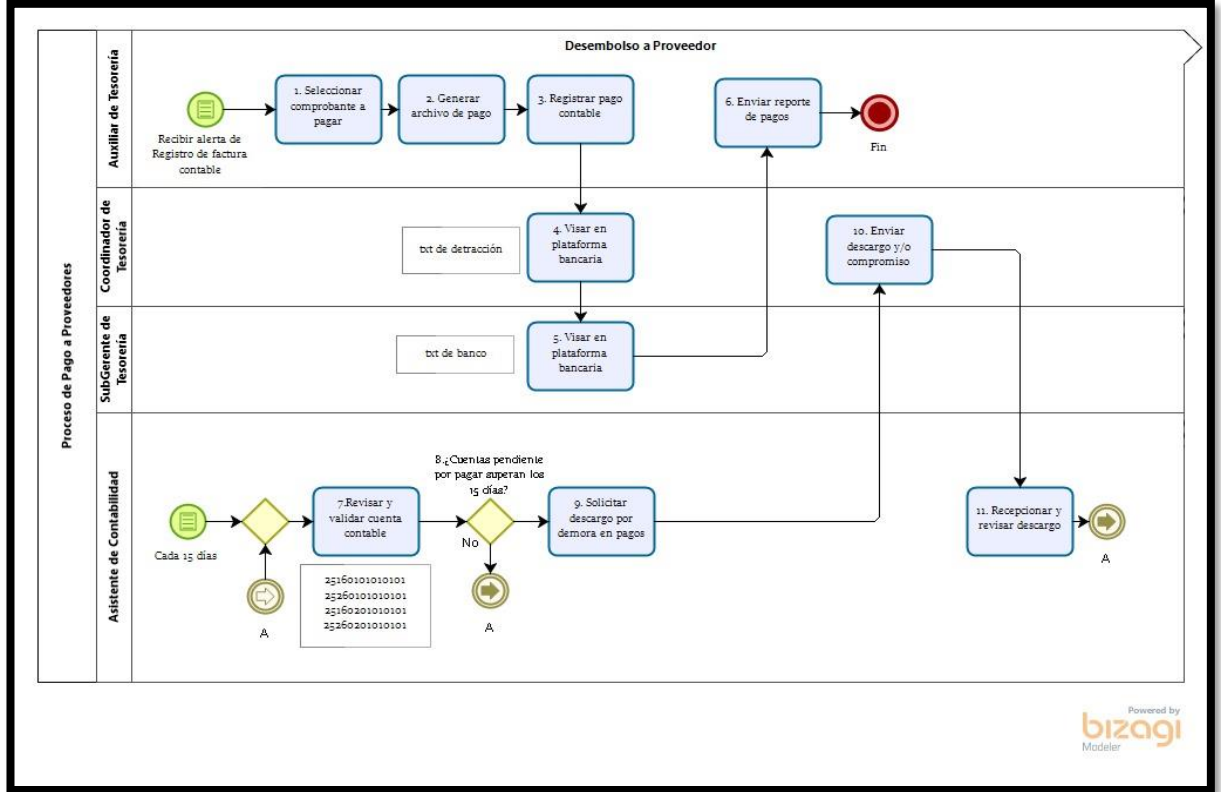 Desembolso a Proveedor
Proceso de Pago a Proveedores
Auxiliar de Tesorería
Recibir alerta de
Registro de factura
contable
1. Seleccionar
comprobante a
pagar
2. Generar
archivo de pago
3. Registrar pago
contable
6. Enviar reporte
de pagos
Fin
Coordinador de
Tesorería
txt de detracción
4. Visar en
plataforma
bancaria
10. Enviar
descargo y/o
compromiso
SubGerente de
Tesorería
txt de banco
5. Visar en
plataforma
bancaria
Asistente de Contabilidad
Cada 15 días
A
7.Revisar y
validar cuenta
contable
25160101010101
25260101010101
25160201010101
25260201010101
8.¿Cuentas pendiente
por pagar superan los
15 días?
No
A
9. Solicitar
descargo por
demora en pagos
11. Recepcionar y
revisar descargo
A
Powered by
bizagi
Modeler